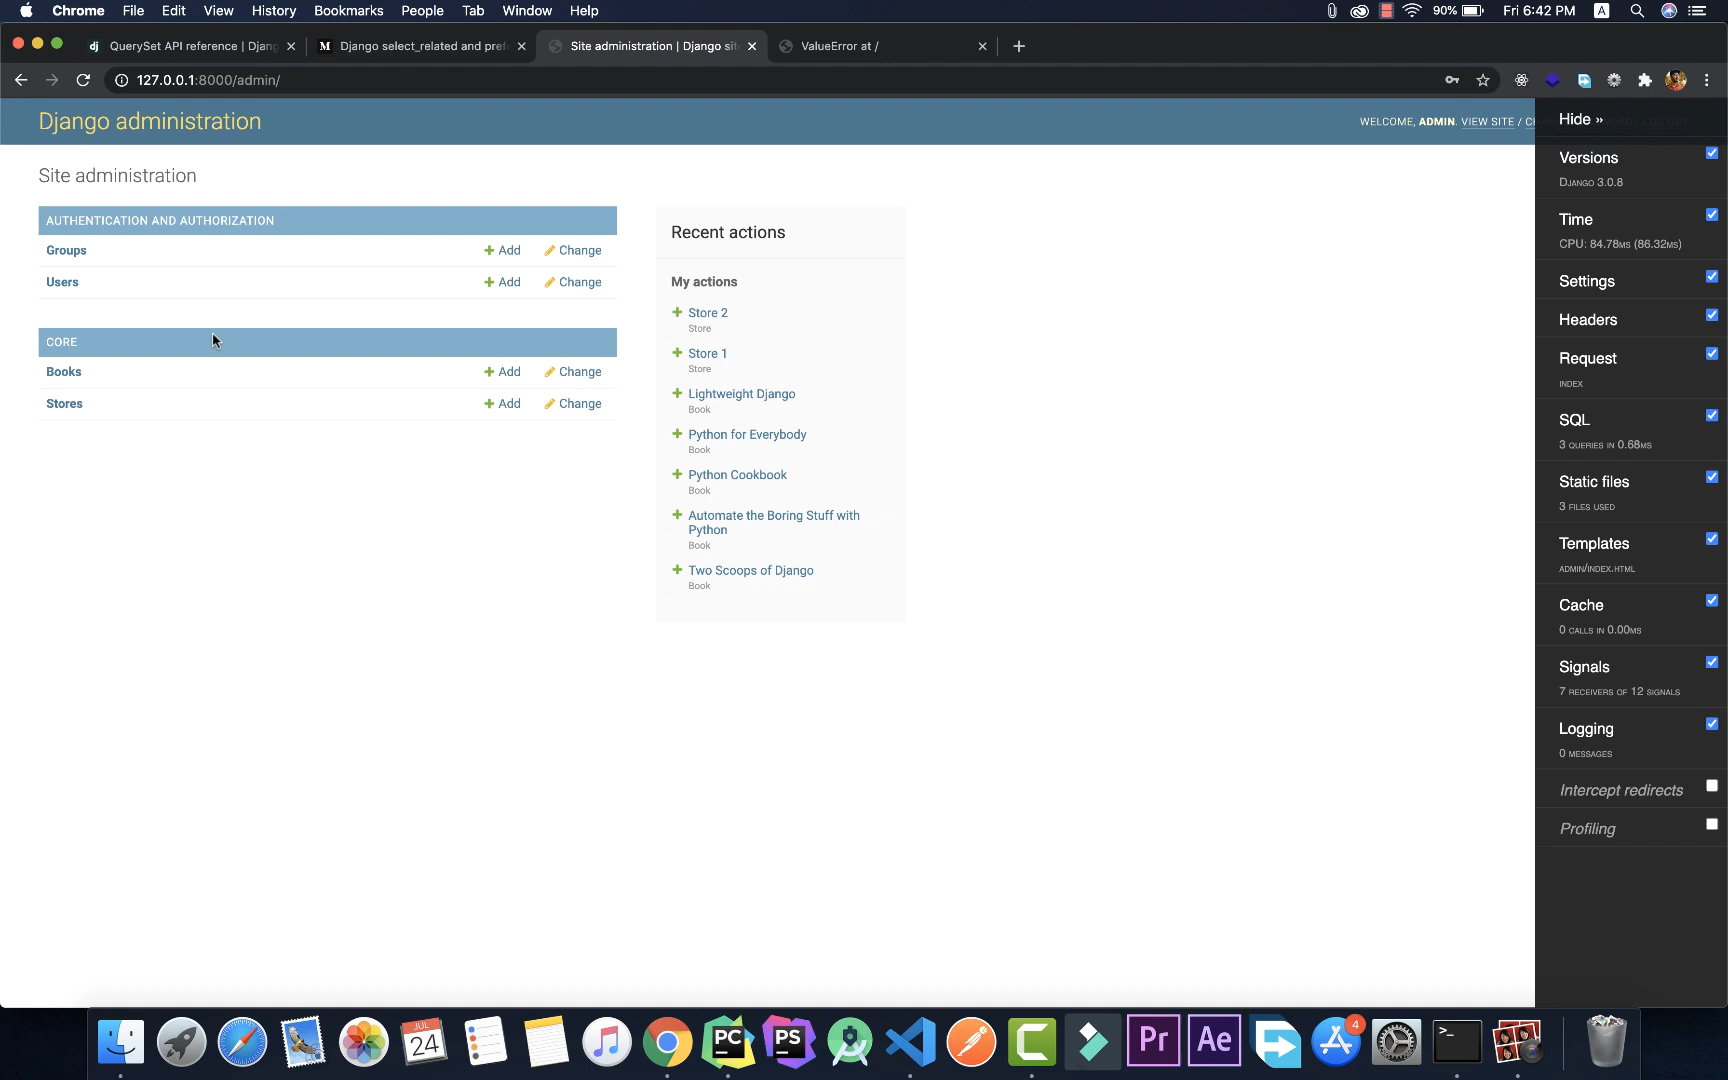 Chrome File Edit View History Bookmarks People Tab Window Help
90% Fri 6:42 PM A
dj QuerySet API reference | Djang
M Django select_related and pref
Site administration | Django sit
ValueError at /
127.0.0.1:8000/admin/
Django administration
WELCOME, ADMIN. VIEW SITE /
Site administration
AUTHENTICATION AND AUTHORIZATION
Groups Add Change
Users Add Change
CORE
Books Add Change
Stores Add Change
Recent actions
My actions
Store 2
Store
Store 1
Store
Lightweight Django
Book
Python for Everybody
Book
Python Cookbook
Book
Automate the Boring Stuff with
Python
Book
Two Scoops of Django
Book
Hide »
Versions
DJANGO 3.0.8
Time
CPU: 84.78MS (86.32MS)
Settings
Headers
Request
INDEX
SQL
3 QUERIES IN 0.68MS
Static files
3 FILES USED
Templates
ADMIN/INDEX.HTML
Cache
0 CALLS IN 0.00MS
Signals
7 RECEIVERS OF 12 SIGNALS
Logging
0 MESSAGES
Intercept redirects
Profiling
JUL
24
PC
PS
C
Pr
Ae
4
>_